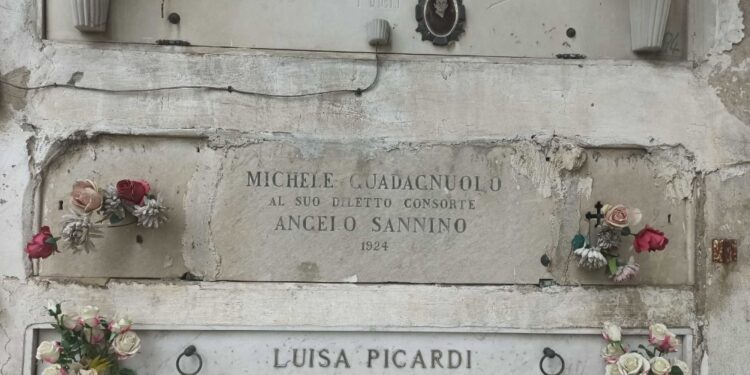 MICHELE GUADAGNUOLO
AL SUO DILETTO CONSORTE
ANGELO SANNINO
1924
LUISA PICARDI